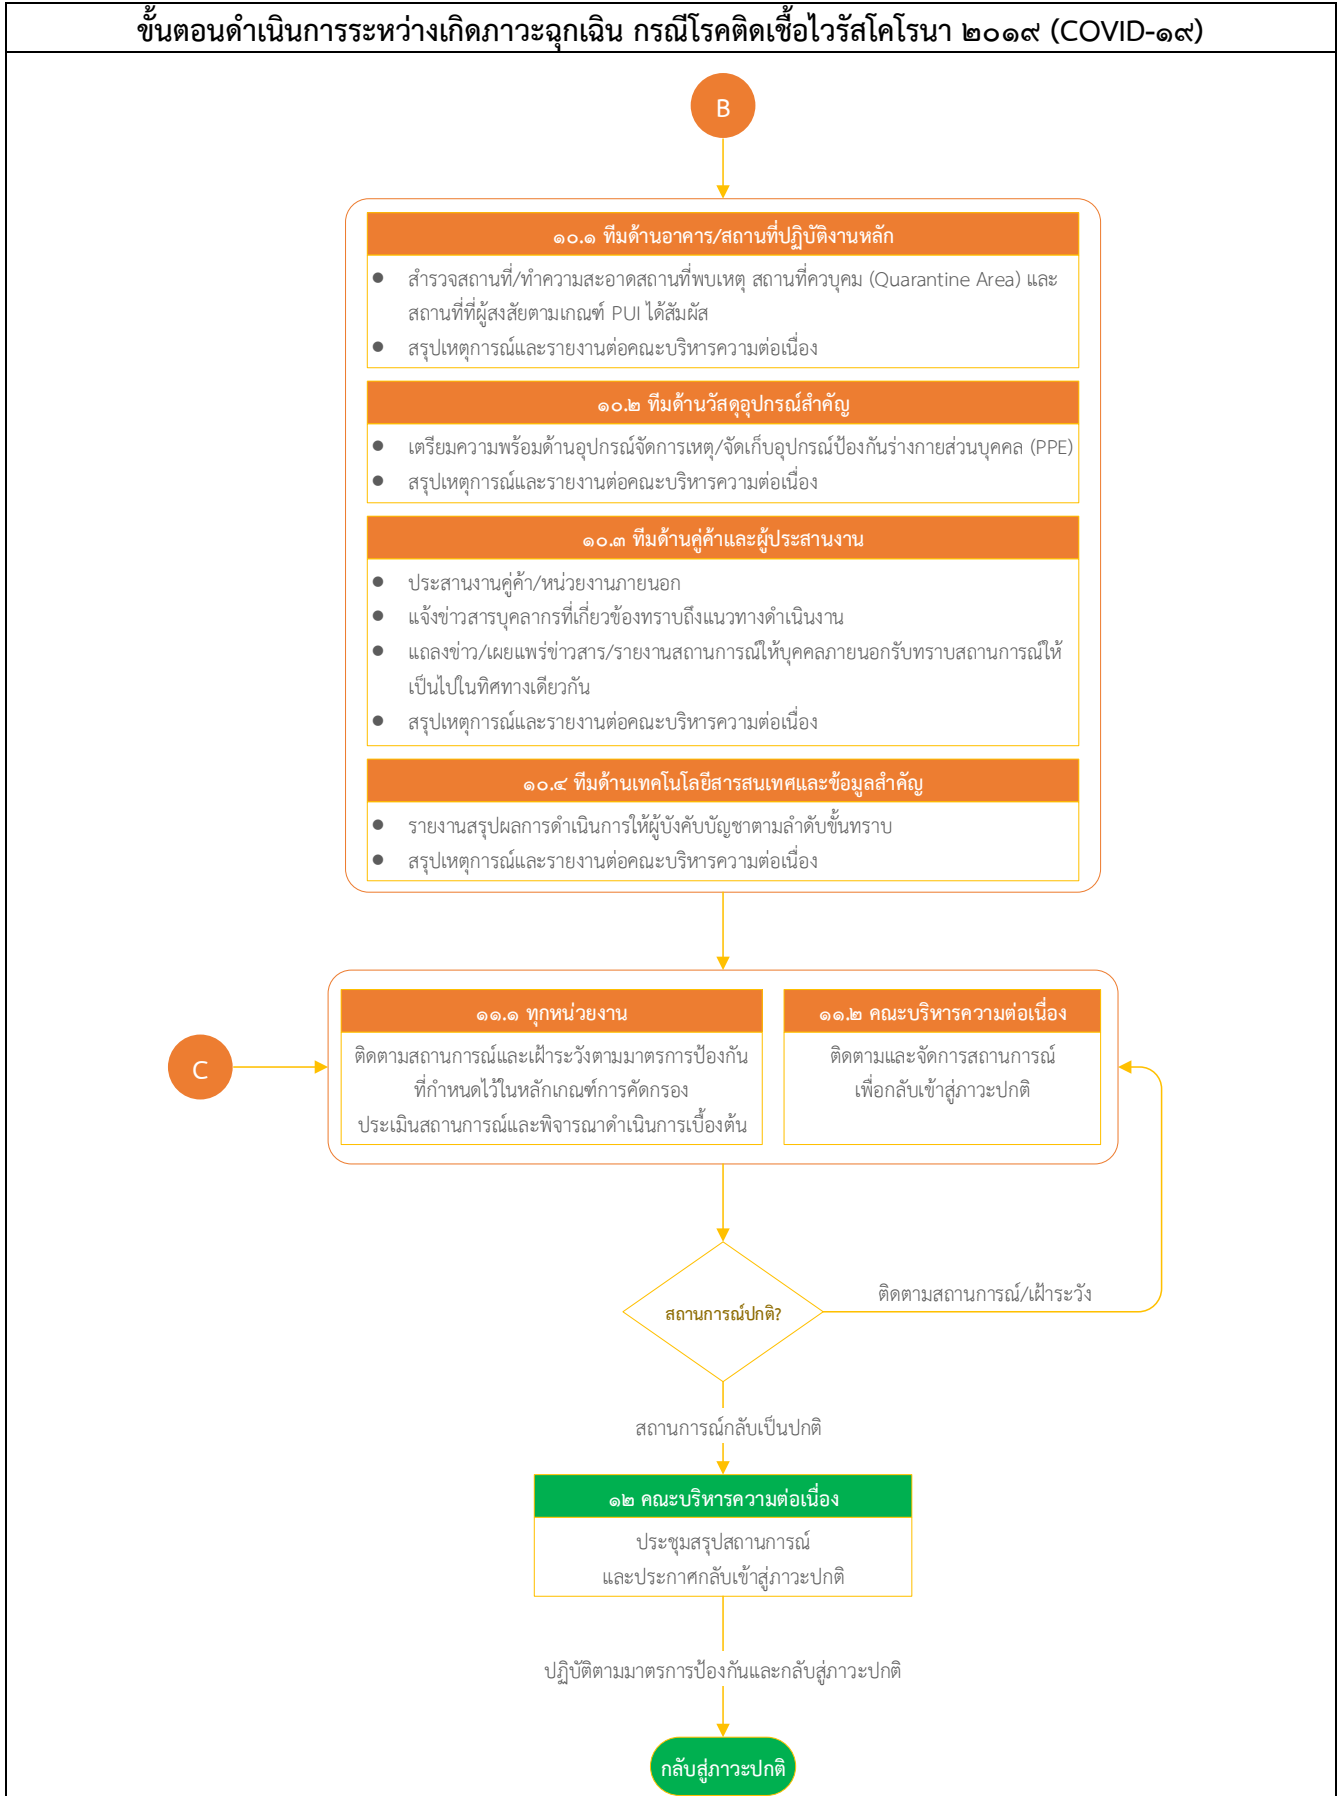 ขั้นตอนดำเนินการระหว่างเกิดภาวะฉุกเฉิน กรณีโรคติดเชื้อไวรัสโคโรนา ๒๐๑๙ (COVID-๑๙)
B
๑๐.๑ ทีมด้านอาคาร/สถานที่ปฏิบัติงานหลัก
● สำรวจสถานที่/ทำความสะอาดสถานที่พบเหตุ สถานที่ควบุคม (Quarantine Area) และ
สถานที่ที่ผู้สงสัยตามเกณฑ์ PUI ได้สัมผัส
● สรุปเหตุการณ์และรายงานต่อคณะบริหารความต่อเนื่อง
๑๐.๒ ทีมด้านวัสดุอุปกรณ์สำคัญ
● เตรียมความพร้อมด้านอุปกรณ์จัดการเหตุ/จัดเก็บอุปกรณ์ป้องกันร่างกายส่วนบุคคล (PPE)
● สรุปเหตุการณ์และรายงานต่อคณะบริหารความต่อเนื่อง
๑๐.๓ ทีมด้านคู่ค้าและผู้ประสานงาน
● ประสานงานคู่ค้า/หน่วยงานภายนอก
● แจ้งข่าวสารบุคลากรที่เกี่ยวข้องทราบถึงแนวทางดำเนินงาน
● แถลงข่าว/เผยแพร่ข่าวสาร/รายงานสถานการณ์ให้บุคคลภายนอกรับทราบสถานการณ์ให้
เป็นไปในทิศทางเดียวกัน
● สรุปเหตุการณ์และรายงานต่อคณะบริหารความต่อเนื่อง
๑๐.๔ ทีมด้านเทคโนโลยีสารสนเทศและข้อมูลสำคัญ
● รายงานสรุปผลการดำเนินการให้ผู้บังคับบัญชาตามลำดับขั้นทราบ
● สรุปเหตุการณ์และรายงานต่อคณะบริหารความต่อเนื่อง
C
๑๑.๑ ทุกหน่วยงาน
ติดตามสถานการณ์และเฝ้าระวังตามมาตรการป้องกัน
ที่กำหนดไว้ในหลักเกณฑ์การคัดกรอง
ประเมินสถานการณ์และพิจารณาดำเนินการเบื้องต้น
๑๑.๒ คณะบริหารความต่อเนื่อง
ติดตามและจัดการสถานการณ์
เพื่อกลับเข้าสู่ภาวะปกติ
สถานการณ์ปกติ?
ติดตามสถานการณ์/เฝ้าระวัง
สถานการณ์กลับเป็นปกติ
๑๒ คณะบริหารความต่อเนื่อง
ประชุมสรุปสถานการณ์
และประกาศกลับเข้าสู่ภาวะปกติ
ปฏิบัติตามมาตรการป้องกันและกลับสู่ภาวะปกติ
กลับสู่ภาวะปกติ